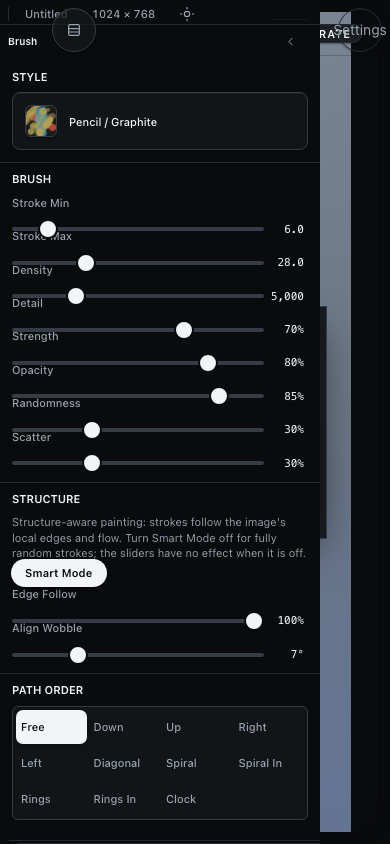 Untitled 1024 × 768
Settings
Brush
RATE
STYLE
Pencil / Graphite
BRUSH
Stroke Min
6.0
Stroke Max
28.0
Density
5,000
Detail
70%
Strength
80%
Opacity
85%
Randomness
30%
Scatter
30%
STRUCTURE
Structure-aware painting: strokes follow the image's
local edges and flow. Turn Smart Mode off for fully
random strokes; the sliders have no effect when it is off.
Smart Mode
Edge Follow
100%
Align Wobble
7°
PATH ORDER
Free Down Up Right
Left Diagonal Spiral Spiral In
Rings Rings In Clock